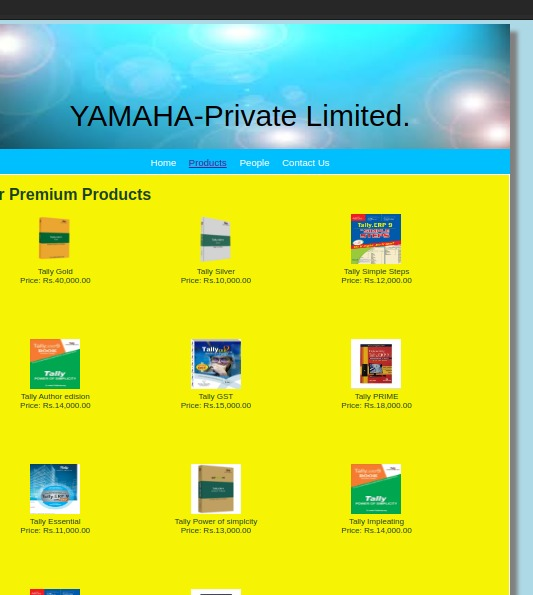 YAMAHA-Private Limited.
Home Products People Contact Us
r Premium Products
Tally Gold Tally Silver Tally Simple Steps
Price: Rs.40,000.00 Price: Rs.10,000.00 Price: Rs.12,000.00
Tally Author edision Tally GST Tally PRIME
Price: Rs.14,000.00 Price: Rs.15,000.00 Price: Rs.18,000.00
Tally Essential Tally Power of simplcity Tally Impleating
Price: Rs.11,000.00 Price: Rs.13,000.00 Price: Rs.14,000.00